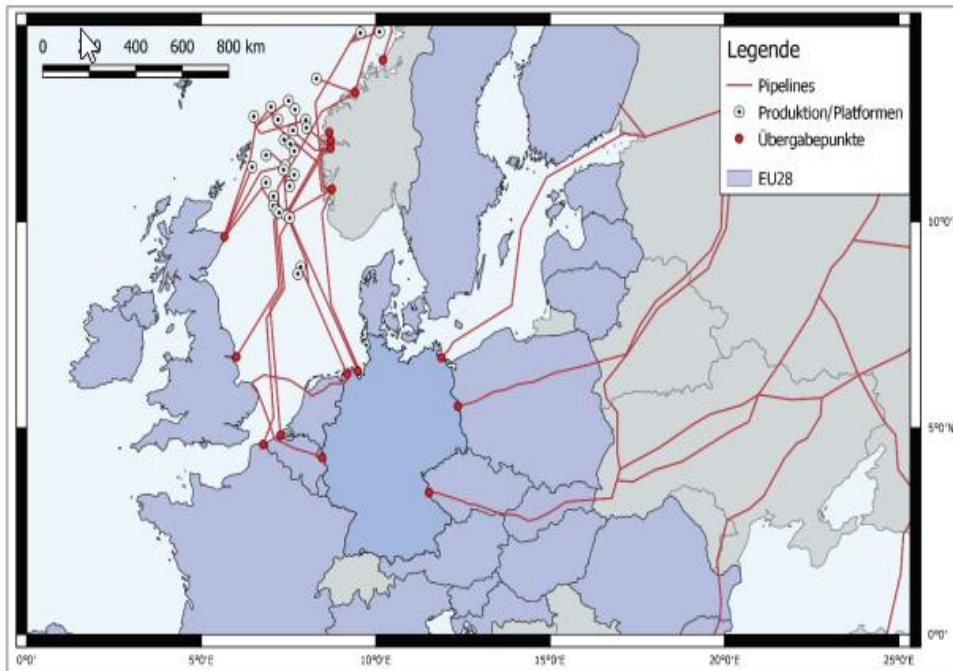 0 200 400 600 800 km
Legende
Pipelines
Produktion/Platformen
Übergabepunkte
EU28
10°0'N
5°0'N
0°0'
0°0'
5°0'E
10°0'E
15°0'E
20°0'E
25°0'E